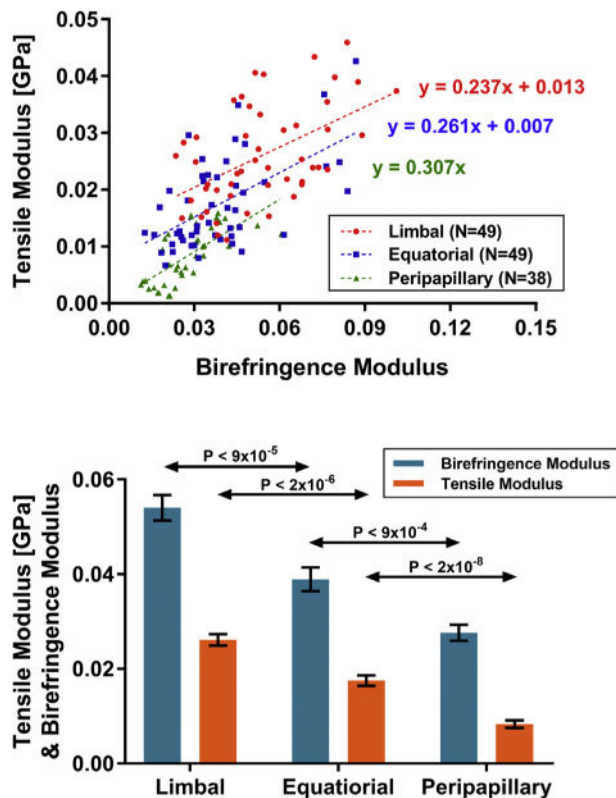 Tensile Modulus [GPa]
0.05
0.04
0.03
0.02
0.01
0.00
y = 0.237x + 0.013
y = 0.261x + 0.007
y = 0.307x
Limbal (N=49)
Equatorial (N=49)
Peripapillary (N=38)
0.00 0.03 0.06 0.09 0.12 0.15
Birefringence Modulus
Tensile Modulus [GPa]
& Birefringence Modulus
0.06
0.04
0.02
0.00
P < 9x10-5
P < 2x10-6
P < 9x10-4
P < 2x10-8
Birefringence Modulus
Tensile Modulus
Limbal Equatiorial Peripapillary